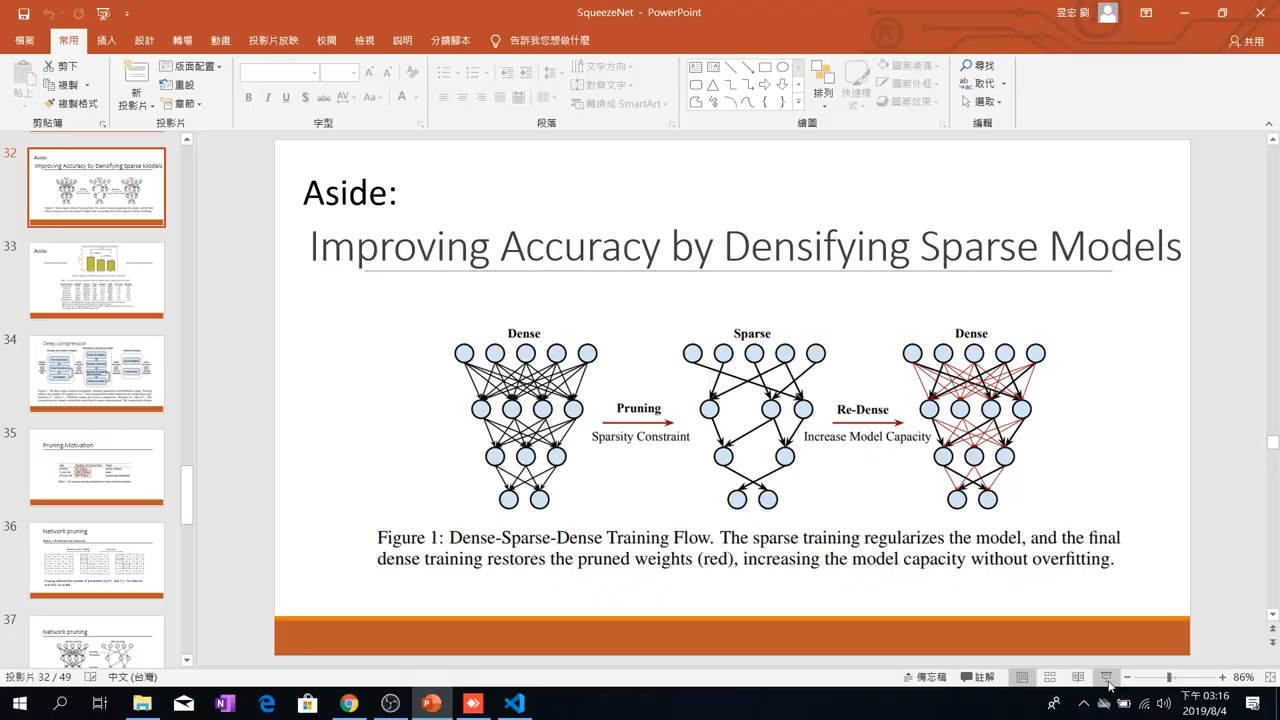 SqueezeNet - PowerPoint
昱宏 劉
檔案 常用 插入 設計 轉場 動畫 投影片放映 校閱 檢視 說明 分鏡腳本 告訴我您想做什麼 共用
貼上
剪下
複製
複製格式
剪貼簿
新
投影片
版面配置
重設
章節
投影片
B I U S abc AV Aa A
字型
文字方向
對齊文字
轉換成 SmartArt
段落
排列
快速樣
式
圖案填滿
圖案外框
圖案效果
繪圖
尋找
取代
選取
編輯
32
Aside:
Improving Accuracy by Densifying Sparse Models
33
Aside:
34
Deep compression
35
Pruning:Motivation
36
Network pruning
37
Network pruning
Aside:
Improving Accuracy by Densifying Sparse Models
Dense Sparse Dense
Pruning
Sparsity Constraint
Re-Dense
Increase Model Capacity
Figure 1: Dense-Sparse-Dense Training Flow. The sparse training regularizes the model, and the final
dense training restores the pruned weights (red), increasing the model capacity without overfitting.
投影片 32 / 49 中文 (台灣) 備忘稿 註解 86%
下午 03:16
2019/8/4